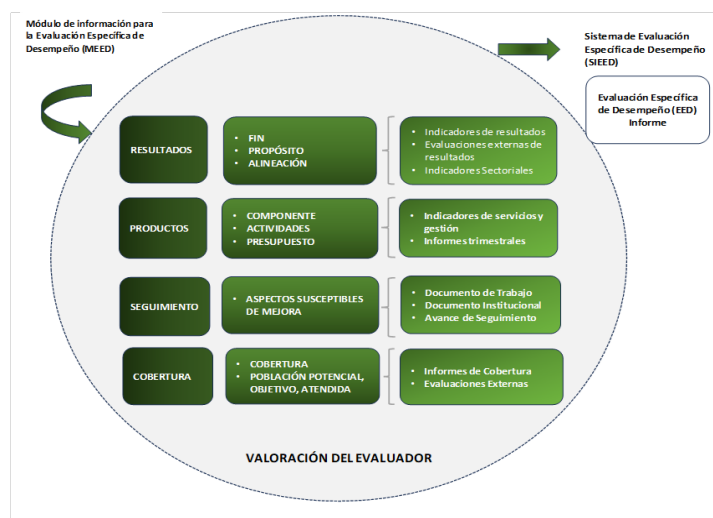 Módulo de información para
la Evaluación Específica de
Desempeño (MEED)
Sistema de Evaluación
Específica de Desempeño
(SIEED)
Evaluación Específica
de Desempeño (EED)
Informe
RESULTADOS
• FIN
• PROPÓSITO
• ALINEACIÓN
• Indicadores de resultados
• Evaluaciones externas de
resultados
• Indicadores Sectoriales
PRODUCTOS
• COMPONENTE
• ACTIVIDADES
• PRESUPUESTO
• Indicadores de servicios y
gestión
• Informes trimestrales
SEGUIMIENTO
• ASPECTOS SUSCEPTIBLES
DE MEJORA
• Documento de Trabajo
• Documento Institucional
• Avance de Seguimiento
COBERTURA
• COBERTURA
• POBLACIÓN POTENCIAL,
OBJETIVO, ATENDIDA
• Informes de Cobertura
• Evaluaciones Externas
VALORACIÓN DEL EVALUADOR